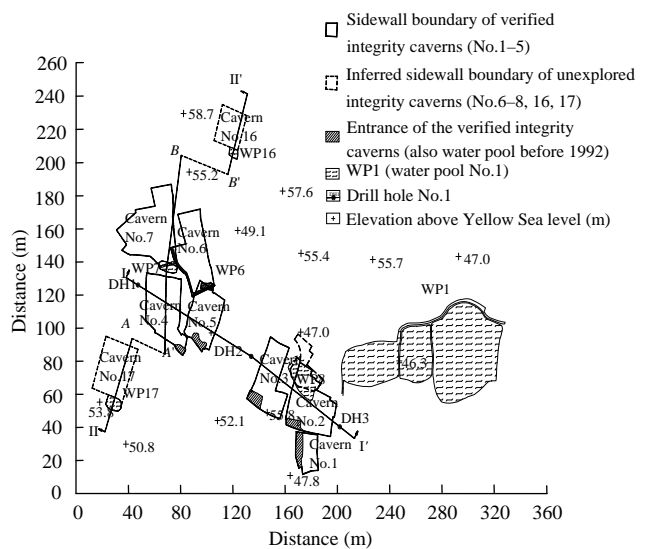 Sidewall boundary of verified
integrity caverns (No.1–5)
Inferred sidewall boundary of unexplored
integrity caverns (No.6–8, 16, 17)
Entrance of the verified integrity
caverns (also water pool before 1992)
WP1 (water pool No.1)
Drill hole No.1
Elevation above Yellow Sea level (m)
260
240
220
200
180
160
140
120
100
80
60
40
20
0
Distance (m)
0 40 80 120 160 200 240 280 320 360
Distance (m)
II'
+58.7
Cavern
No.16
WP16
B
+55.2
B'
+57.6
Cavern
No.7
Cavern
No.6
+49.1
+55.4
+55.7
+47.0
WP7
WP6
I
DH1
WP1
Cavern
No.4
Cavern
No.5
A
A'
DH2
+47.0
Cavern
No.17
Cavern
No.3
WP8
46.3
WP17
+
53.8
Cavern
No.2
+55.8
+52.1
DH3
II
I'
+50.8
Cavern
No.1
+47.8